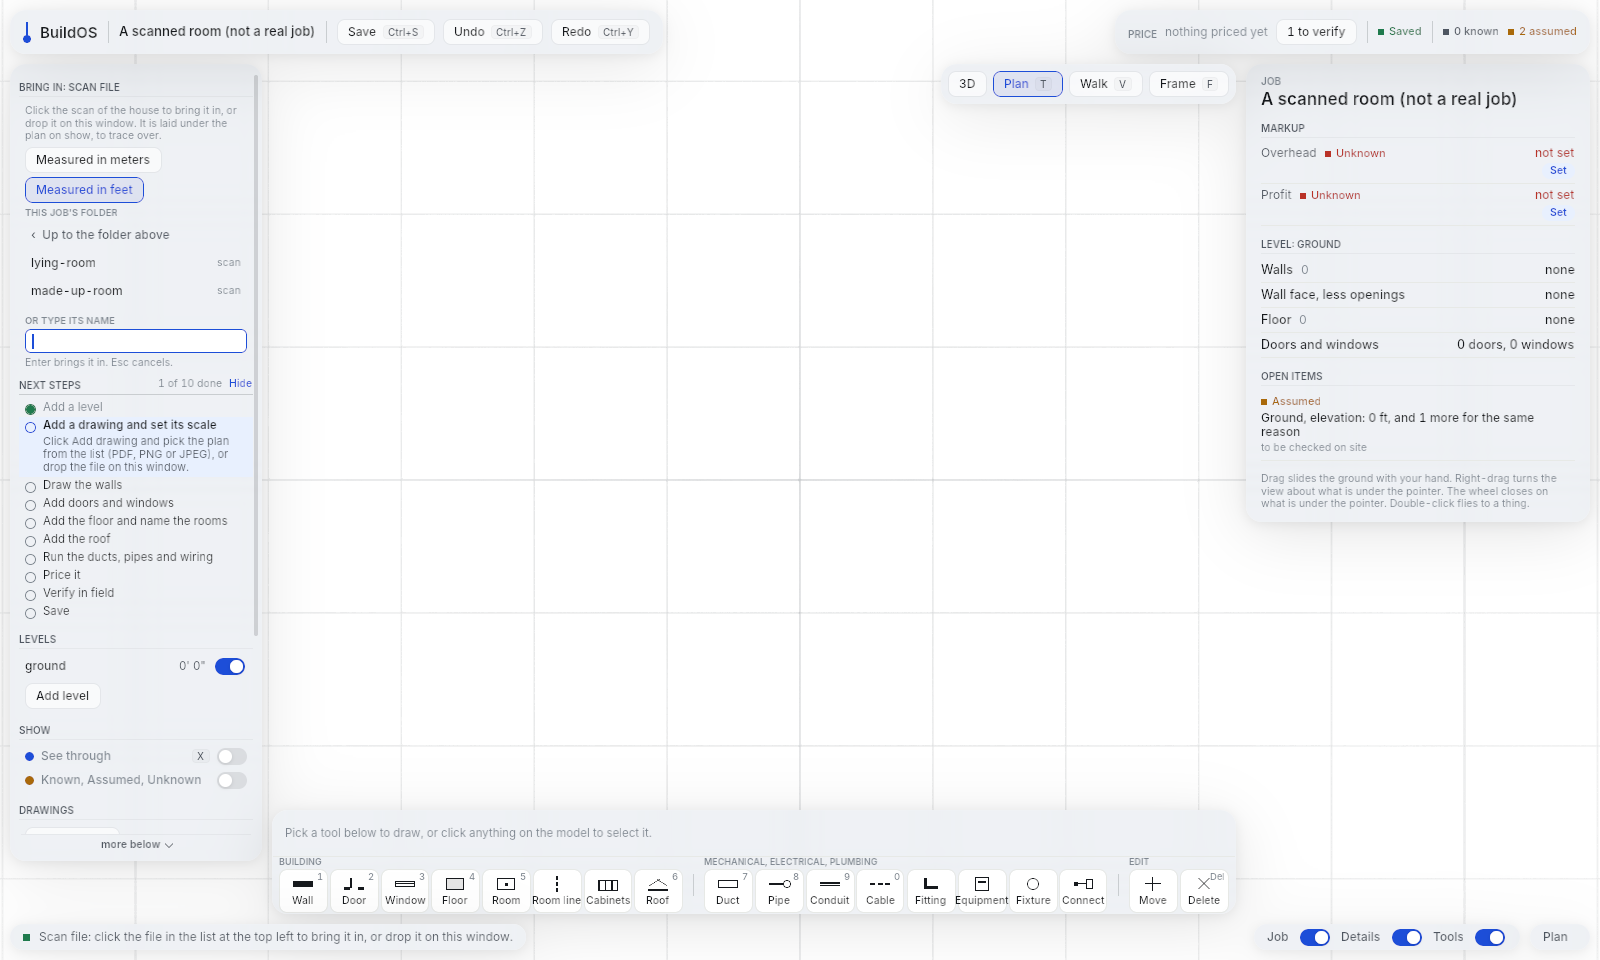 BuildOS
A scanned room (not a real job)
Save Ctrl+S
Undo Ctrl+Z
Redo Ctrl+Y
PRICE nothing priced yet
1 to verify
Saved
0 known
2 assumed
BRING IN: SCAN FILE
Click the scan of the house to bring it in, or
drop it on this window. It is laid under the
plan on show, to trace over.
Measured in meters
Measured in feet
THIS JOB'S FOLDER
‹ Up to the folder above
lying-room scan
made-up-room scan
OR TYPE ITS NAME
Enter brings it in. Esc cancels.
NEXT STEPS 1 of 10 done Hide
Add a level
Add a drawing and set its scale
Click Add drawing and pick the plan
from the list (PDF, PNG or JPEG), or
drop the file on this window.
Draw the walls
Add doors and windows
Add the floor and name the rooms
Add the roof
Run the ducts, pipes and wiring
Price it
Verify in field
Save
LEVELS
ground 0' 0"
Add level
SHOW
See through X
Known, Assumed, Unknown
DRAWINGS
more below
3D
Plan T
Walk V
Frame F
JOB
A scanned room (not a real job)
MARKUP
Overhead Unknown not set
Set
Profit Unknown not set
Set
LEVEL: GROUND
Walls 0 none
Wall face, less openings none
Floor 0 none
Doors and windows 0 doors, 0 windows
OPEN ITEMS
Assumed
Ground, elevation: 0 ft, and 1 more for the same
reason
to be checked on site
Drag slides the ground with your hand. Right-drag turns the
view about what is under the pointer. The wheel closes on
what is under the pointer. Double-click flies to a thing.
Pick a tool below to draw, or click anything on the model to select it.
BUILDING
Wall 1
Door 2
Window 3
Floor 4
Room 5
Room line
Cabinets
Roof 6
MECHANICAL, ELECTRICAL, PLUMBING
Duct 7
Pipe 8
Conduit 9
Cable 0
Fitting
Equipment
Fixture
Connect
EDIT
Move
Delete Del
Scan file: click the file in the list at the top left to bring it in, or drop it on this window.
Job
Details
Tools
Plan